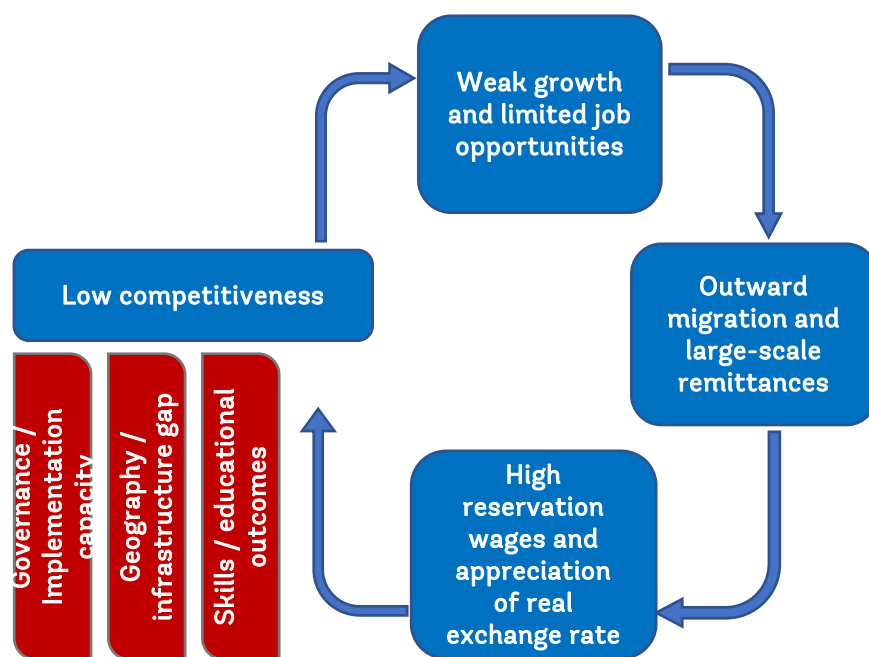 Weak growth
and limited job
opportunities
Low competitiveness
Outward
migration and
large-scale
remittances
High
reservation
wages and
appreciation
of real
exchange rate
Governance /
Implementation
capacity
Geography /
infrastructure gap
Skills / educational
outcomes